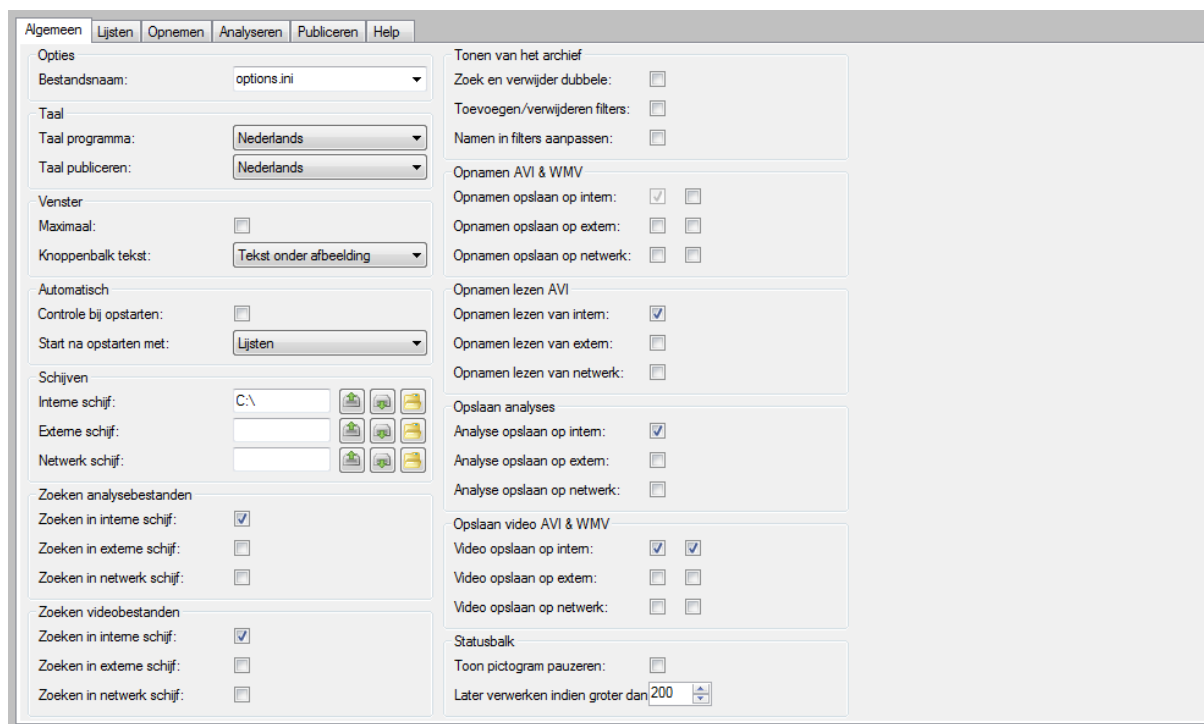 Algemeen Lijsten Opnemen Analyseren Publiceren Help
Opties
Bestandsnaam: options.ini
Taal
Taal programma: Nederlands
Taal publiceren: Nederlands
Venster
Maximaal:
Knoppenbalk tekst: Tekst onder afbeelding
Automatisch
Controle bij opstarten:
Start na opstarten met: Lijsten
Schijven
Interne schijf: C:\
Externe schijf:
Netwerk schijf:
Zoeken analysebestanden
Zoeken in interne schijf:
Zoeken in externe schijf:
Zoeken in netwerk schijf:
Zoeken videobestanden
Zoeken in interne schijf:
Zoeken in externe schijf:
Zoeken in netwerk schijf:
Tonen van het archief
Zoek en verwijder dubbele:
Toevoegen/verwijderen filters:
Namen in filters aanpassen:
Opnamen AVI & WMV
Opnamen opslaan op intern:
Opnamen opslaan op extern:
Opnamen opslaan op netwerk:
Opnamen lezen AVI
Opnamen lezen van intern:
Opnamen lezen van extern:
Opnamen lezen van netwerk:
Opslaan analyses
Analyse opslaan op intern:
Analyse opslaan op extern:
Analyse opslaan op netwerk:
Opslaan video AVI & WMV
Video opslaan op intern:
Video opslaan op extern:
Video opslaan op netwerk:
Statusbalk
Toon pictogram pauzeren:
Later verwerken indien groter dan 200